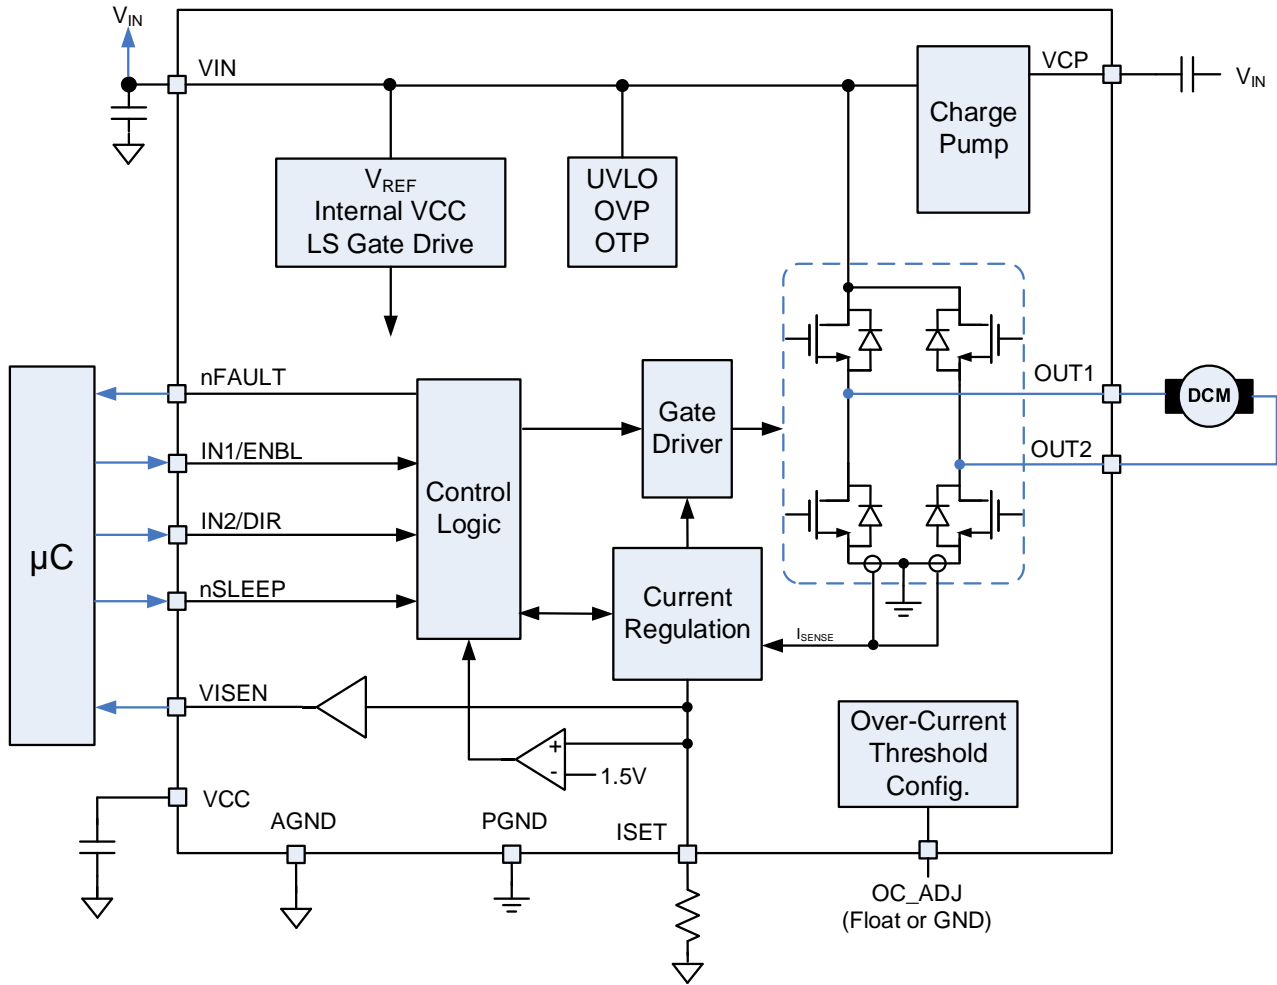 VIN
VIN
VCP
VIN
Charge
Pump
VREF
Internal VCC
LS Gate Drive
UVLO
OVP
OTP
nFAULT
OUT1
DCM
Gate
Driver
IN1/ENBL
OUT2
Control
Logic
IN2/DIR
µC
nSLEEP
Current
Regulation
ISENSE
VISEN
Over-Current
Threshold
Config.
+
-
1.5V
VCC
AGND
PGND
ISET
OC_ADJ
(Float or GND)